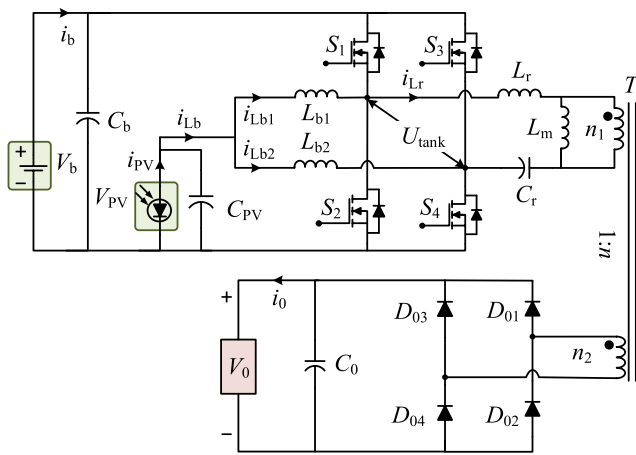 i_b
S_1
S_3
i_Lr
L_r
T
C_b
i_Lb
i_Lb1
L_b1
L_m
n_1
U_tank
+
V_b
−
i_PV
i_Lb2
L_b2
C_r
V_PV
C_PV
S_2
S_4
1:n
+
i_0
D_03
D_01
V_0
C_0
n_2
D_04
D_02
−